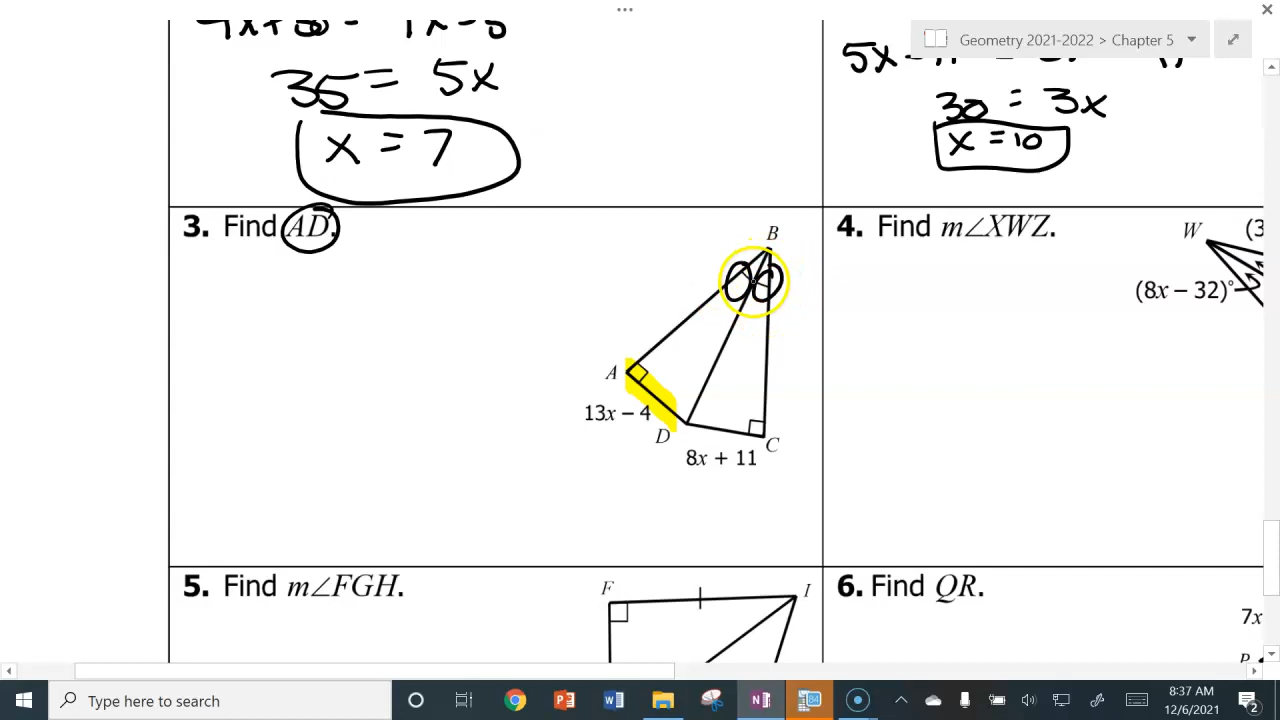 Geometry 2021-2022 > Chapter 5
35 = 5x
x = 7
30 = 3x
x = 10
3. Find AD.
B
A
13x – 4
D
C
8x + 11
4. Find m∠XWZ.
W
(3
(8x – 32)°
5. Find m∠FGH.
F
I
6. Find QR.
7x
P
Type here to search
8:37 AM
12/6/2021
2